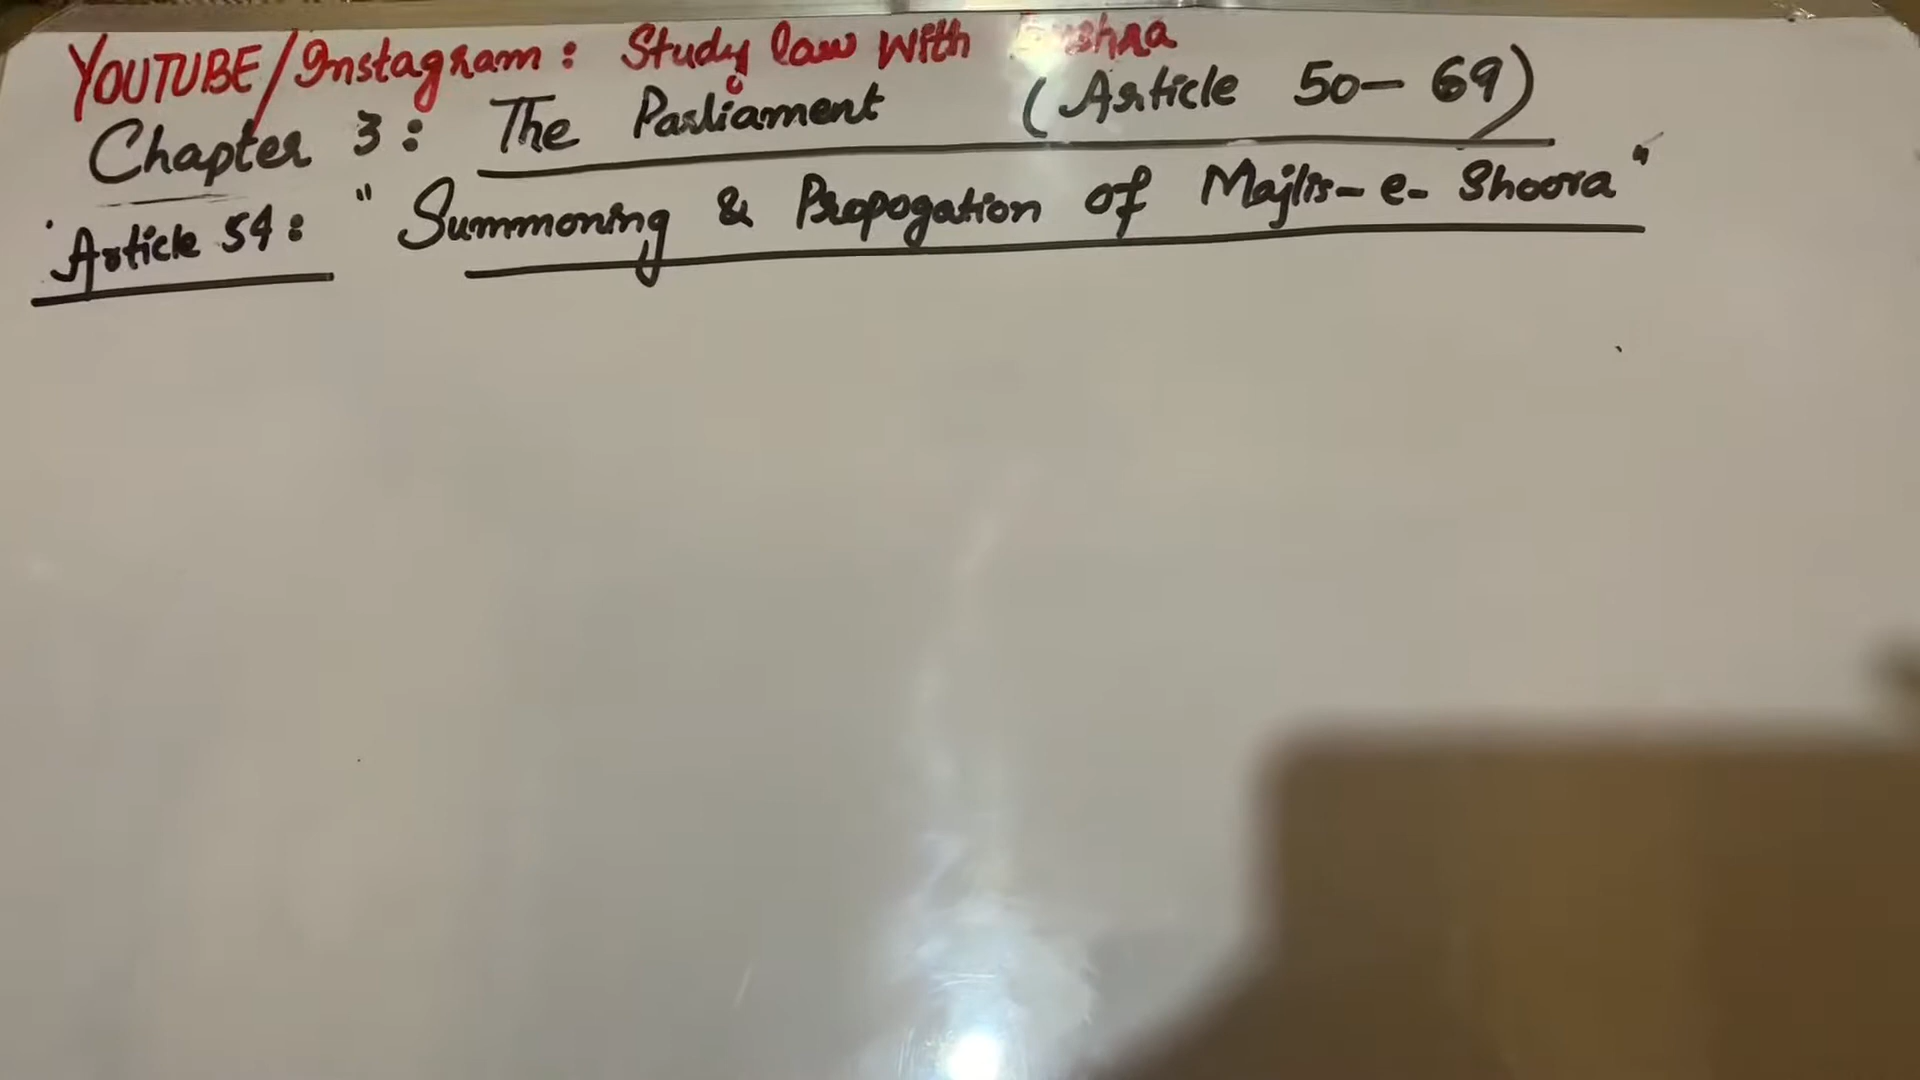 YOUTUBE/Instagram: Study law with Bushra
Chapter 3: The Parliament (Article 50-69)
Article 54: "Summoning & Propogation of Majlis-e-Shoora"